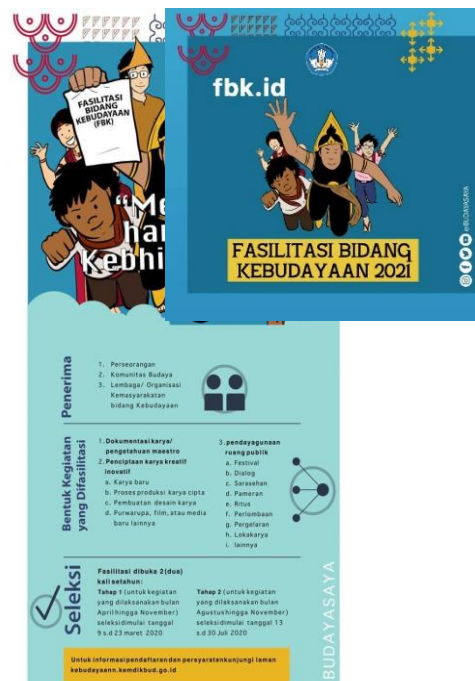 FASILITASI
BIDANG
KEBUDAYAAN
(FBK)
fbk.id
FASILITASI BIDANG
KEBUDAYAAN 2021
@BUDAYASAYA
Penerima
1. Perseorangan
2. Komunitas Budaya
3. Lembaga/ Organisasi
Kemasyarakatan
bidang Kebudayaan
Bentuk Kegiatan
yang Difasilitasi
1. Dokumentasi karya/
pengetahuan maestro
2. Penciptaan karya kreatif
inovatif
a. Karya baru
b. Proses produksi karya cipta
c. Pembuatan desain karya
d. Purwarupa, film, atau media
baru lainnya
3. pendayagunaan
ruang publik
a. Festival
b. Dialog
c. Sarasehan
d. Pameran
e. Ritus
f. Perlombaan
g. Pergelaran
h. Lokakarya
i. lainnya
Seleksi
Fasilitasi dibuka 2 (dua)
kali setahun:
Tahap 1 (untuk kegiatan
yang dilaksanakan bulan
April hingga November)
seleksi dimulai tanggal
9 s.d 23 maret 2020
Tahap 2 (untuk kegiatan
yang dilaksanakan bulan
Agustus hingga November)
seleksi dimulai tanggal 13
s.d 30 Juli 2020
BUDAYASAYA
Untuk informasi pendaftaran dan persyaratan kunjungi laman
kebudayaann.kemdikbud.go.id